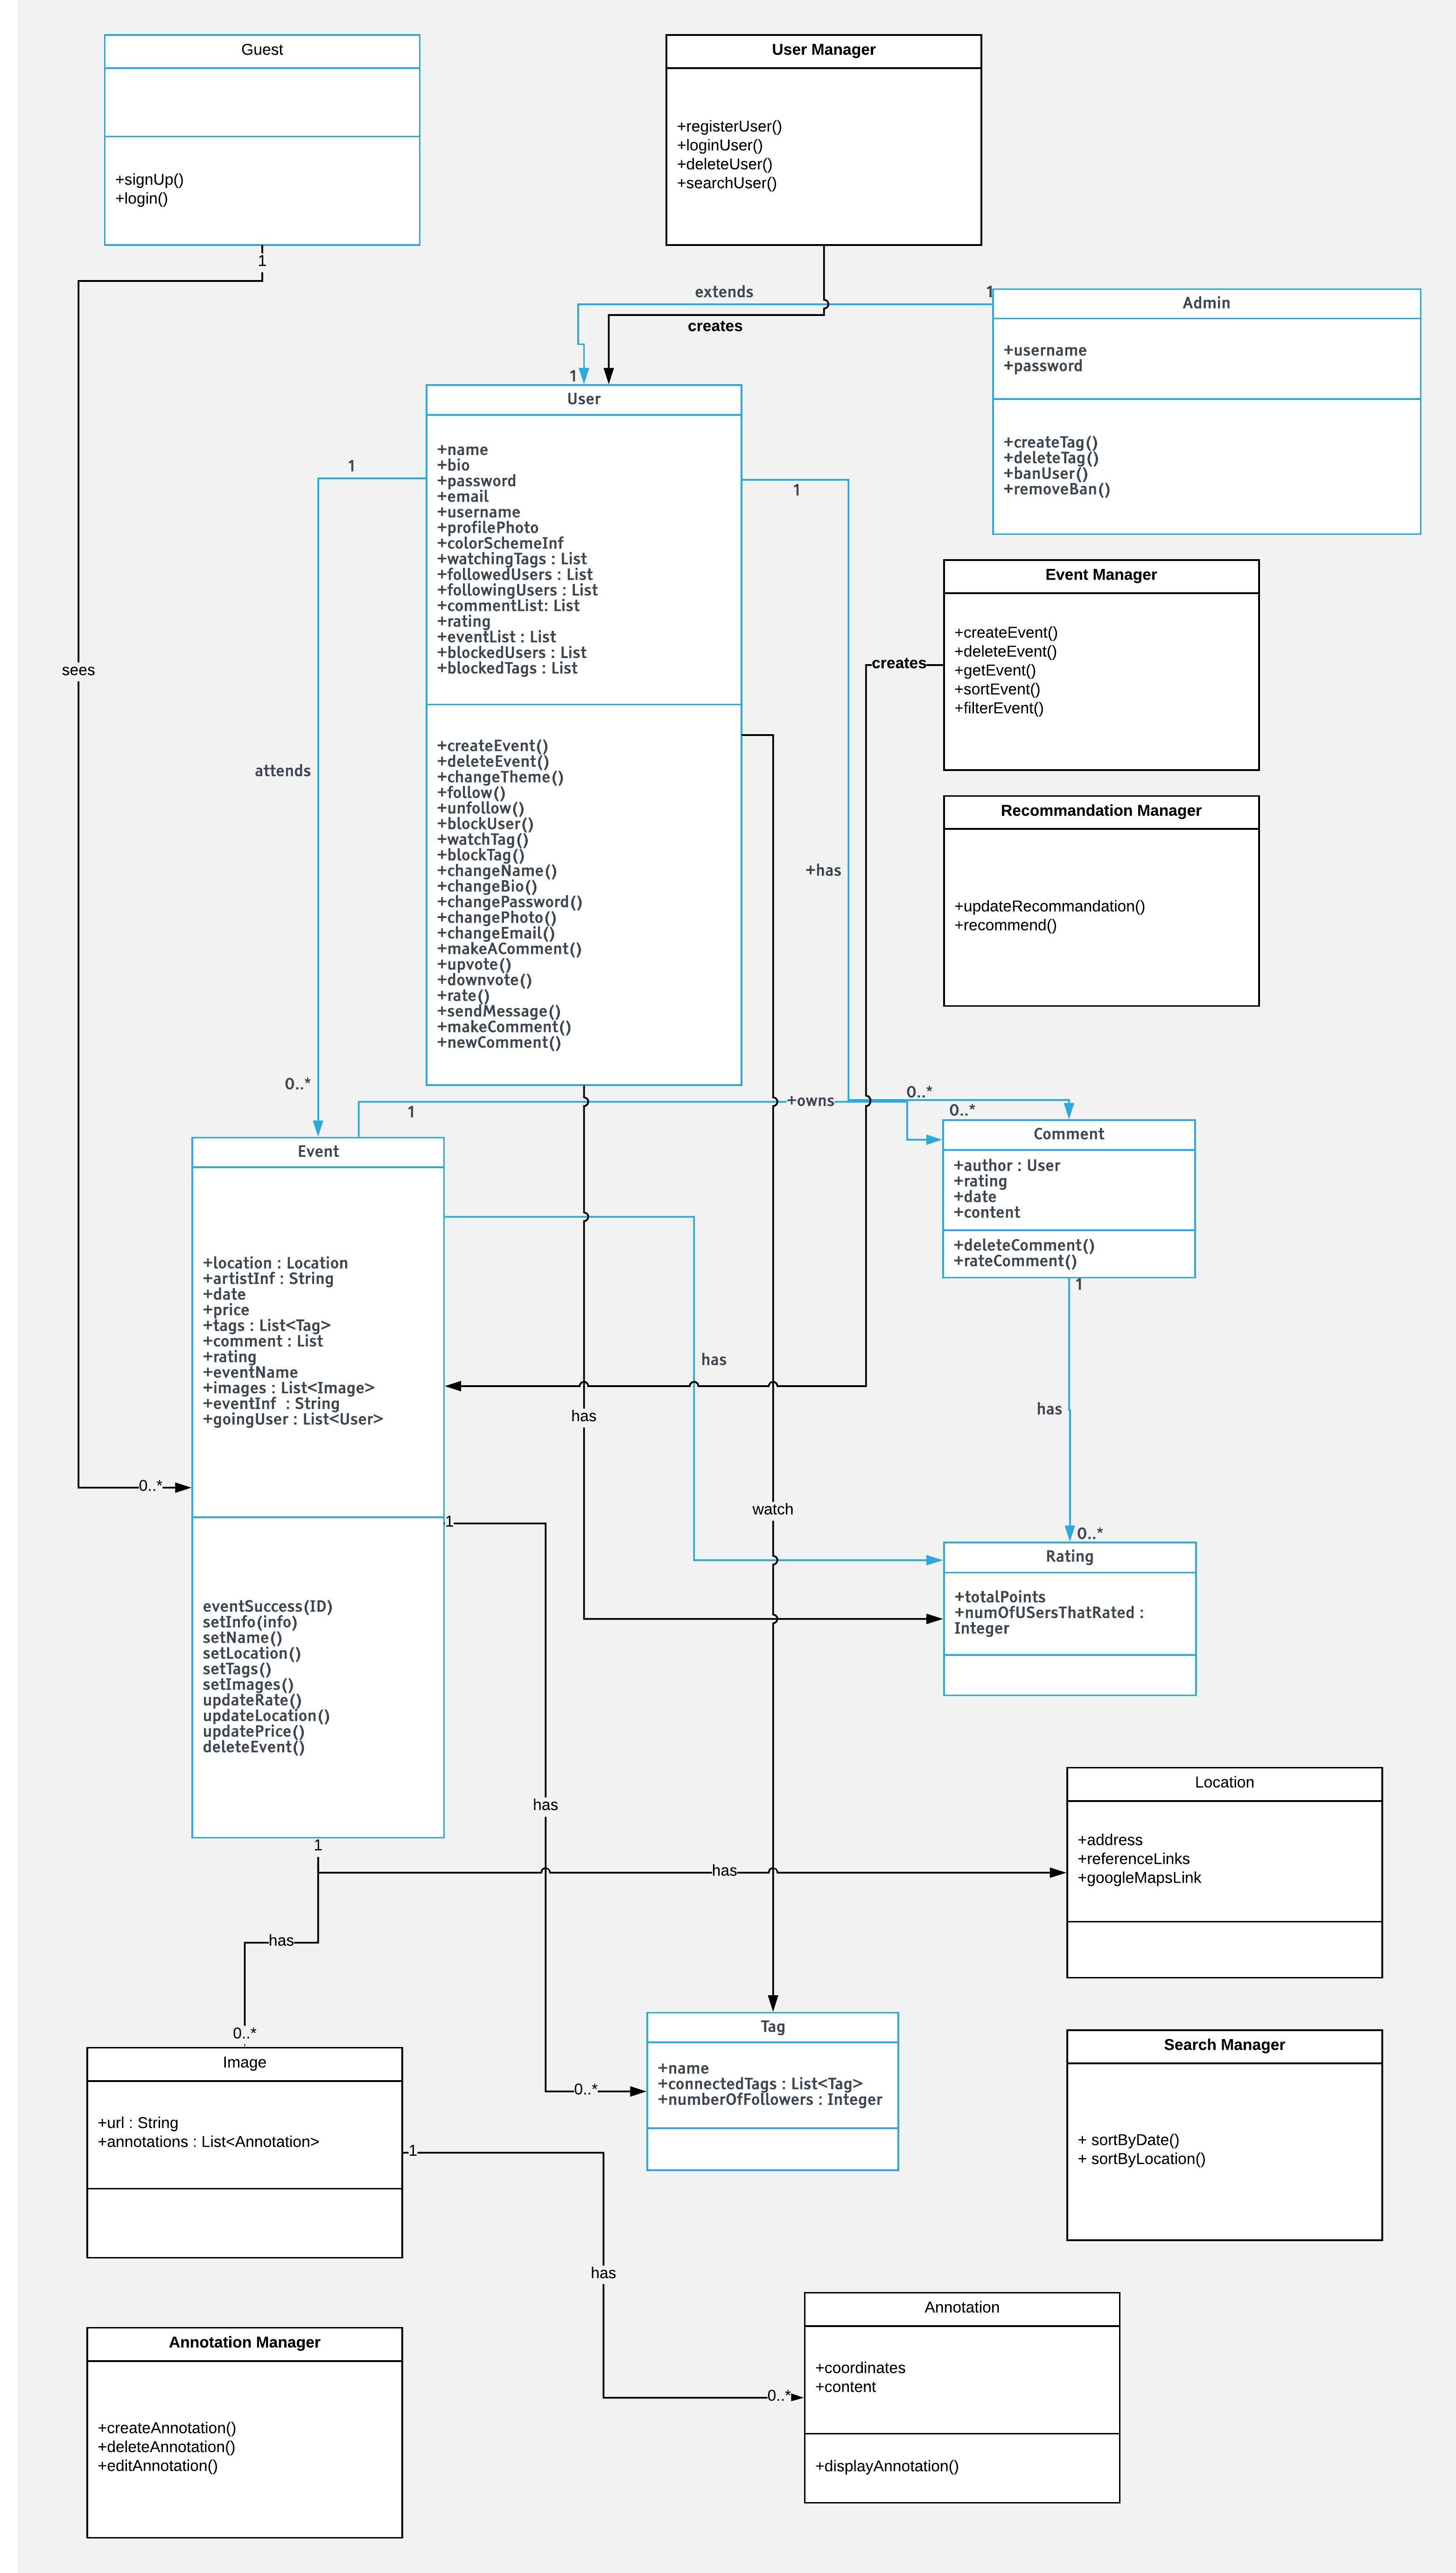 Guest
+signUp()
+login()
1
User Manager
+registerUser()
+loginUser()
+deleteUser()
+searchUser()
extends
creates
1
1
Admin
+username
+password
+createTag()
+deleteTag()
+banUser()
+removeBan()
User
+name
+bio
+password
+email
+username
+profilePhoto
+colorSchemeInf
+watchingTags : List
+followedUsers : List
+followingUsers : List
+commentList: List
+rating
+eventList : List
+blockedUsers : List
+blockedTags : List
+createEvent()
+deleteEvent()
+changeTheme()
+follow()
+unfollow()
+blockUser()
+watchTag()
+blockTag()
+changeName()
+changeBio()
+changePassword()
+changePhoto()
+changeEmail()
+makeAComment()
+upvote()
+downvote()
+rate()
+sendMessage()
+makeComment()
+newComment()
1
1
sees
attends
creates
Event Manager
+createEvent()
+deleteEvent()
+getEvent()
+sortEvent()
+filterEvent()
Recommandation Manager
+updateRecommandation()
+recommend()
+has
0..*
1
+owns
0..*
0..*
Comment
+author : User
+rating
+date
+content
+deleteComment()
+rateComment()
1
Event
+location : Location
+artistInf : String
+date
+price
+tags : List<Tag>
+comment : List
+rating
+eventName
+images : List<Image>
+eventInf  : String
+goingUser : List<User>
eventSuccess(ID)
setInfo(info)
setName()
setLocation()
setTags()
setImages()
updateRate()
updateLocation()
updatePrice()
deleteEvent()
has
has
has
0..*
1
watch
0..*
Rating
+totalPoints
+numOfUSersThatRated :
Integer
has
1
has
has
0..*
Location
+address
+referenceLinks
+googleMapsLink
Image
+url : String
+annotations : List<Annotation>
0..*
Tag
+name
+connectedTags : List<Tag>
+numberOfFollowers : Integer
Search Manager
+ sortByDate()
+ sortByLocation()
1
has
0..*
Annotation
+coordinates
+content
+displayAnnotation()
Annotation Manager
+createAnnotation()
+deleteAnnotation()
+editAnnotation()